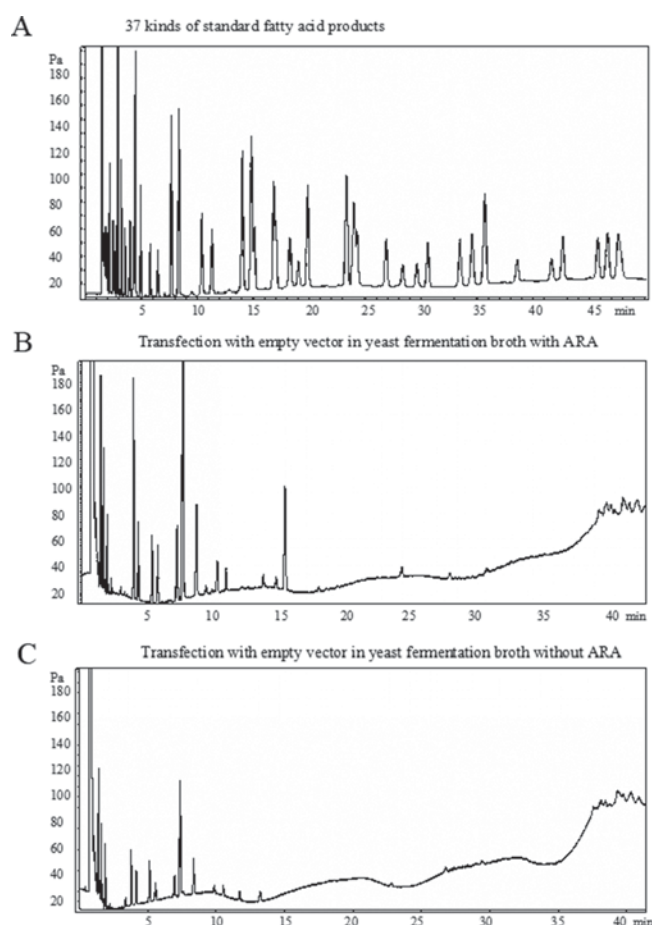 A
37 kinds of standard fatty acid products
Pa
180
160
140
120
100
80
60
40
20
5 10 15 20 25 30 35 40 45 min
B
Transfection with empty vector in yeast fermentation broth with ARA
Pa
180
160
140
120
100
80
60
40
20
5 10 15 20 25 30 35 40 min
C
Transfection with empty vector in yeast fermentation broth without ARA
Pa
180
160
140
120
100
80
60
40
20
5 10 15 20 25 30 35 40 min